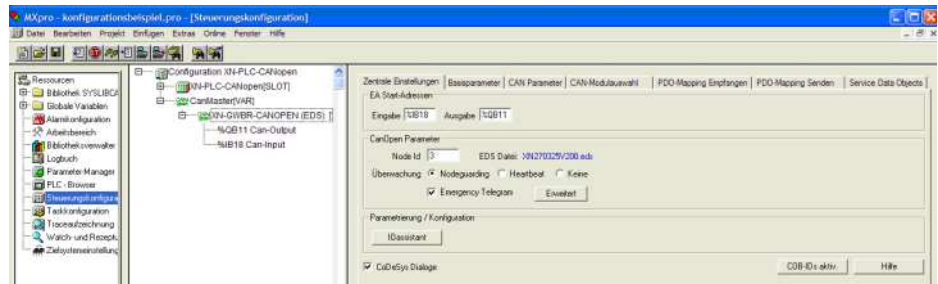 MXpro - konfigurationsbeispiel.pro - [Steuerungskonfiguration]
Datei Bearbeiten Projekt Einfügen Extras Online Fenster Hilfe
Ressourcen
Bibliothek SYSLIBCA
Globale Variablen
Alarmkonfiguration
Arbeitsbereich
Bibliotheksverwalter
Logbuch
Parameter-Manager
PLC - Browser
Steuerungskonfigura
Taskkonfiguration
Traceaufzeichnung
Watch- und Rezeptu
Zielsystemeinstellung
Configuration XN-PLC-CANopen
XN-PLC-CANopen[SLOT]
CanMaster[VAR]
XN-GWBR-CANOPEN (EDS) [
%QB11 Can-Output
%IB18 Can-Input
Zentrale Einstellungen Basisparameter CAN Parameter CAN-Modulauswahl PDO-Mapping Empfangen PDO-Mapping Senden Service Data Objects
EA Start-Adressen
Eingabe %IB18 Ausgabe %QB11
CanOpen Parameter
Node Id 3 EDS Datei: XN270325V200.eds
Überwachung Nodeguarding Heartbeat Keine
Emergency Telegram Erweitert
Parametrierung / Konfiguration
IOassistant
CoDeSys Dialoge COB-IDs aktiv Hilfe